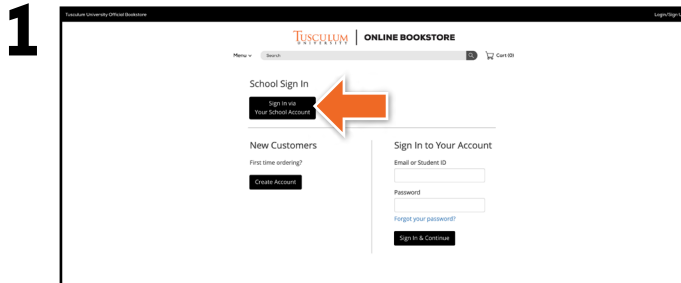 1
Tusculum University Official Bookstore
Login/Sign U
TUSCULUM
UNIVERSITY
ONLINE BOOKSTORE
Menu
Search
Cart (0)
School Sign In
Sign In via
Your School Account
New Customers
First time ordering?
Create Account
Sign In to Your Account
Email or Student ID
Password
Forgot your password?
Sign In & Continue